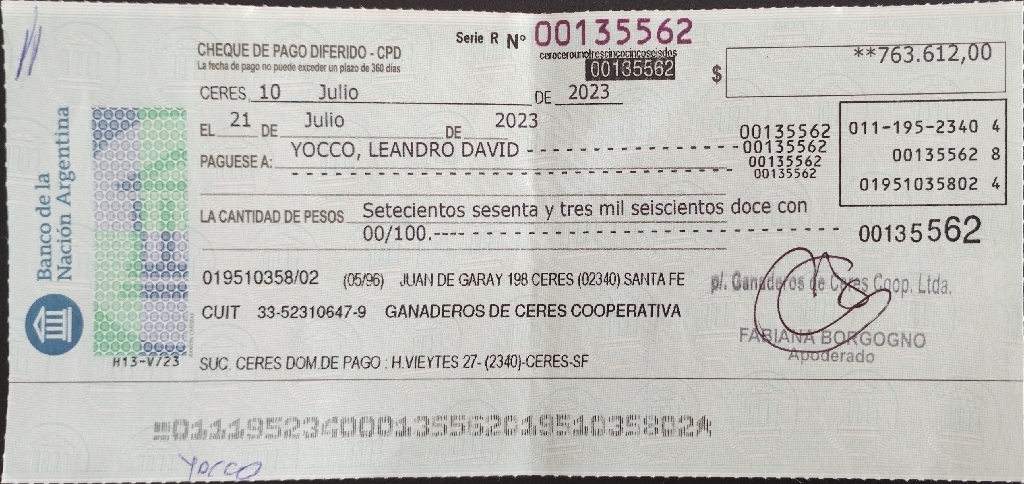 Serie R Nº 00135562
cerocerounotrescincocincoseisdos
00135562
CHEQUE DE PAGO DIFERIDO - CPD
La fecha de pago no puede exceder un plazo de 360 días
$ **763.612,00
CERES, 10 Julio DE 2023
EL 21 DE Julio DE 2023
PAGUESE A: YOCCO, LEANDRO DAVID
00135562
00135562
00135562
00135562
011-195-2340 4
00135562 8
01951035802 4
LA CANTIDAD DE PESOS Setecientos sesenta y tres mil seiscientos doce con
00/100.----
00135562
Banco de la
Nación Argentina
019510358/02 (05/96) JUAN DE GARAY 198 CERES (02340) SANTA FE
CUIT 33-52310647-9 GANADEROS DE CERES COOPERATIVA
p/. Ganaderos de Ceres Coop. Ltda.
FABIANA BORGOGNO
Apoderado
H13-V/23
SUC. CERES DOM.DE PAGO : H.VIEYTES 27- (2340)-CERES-SF
011195234000135562019510358024
YOCCO